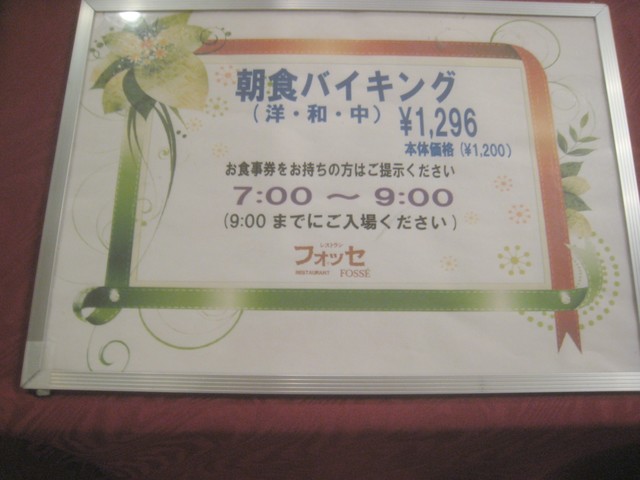 朝食バイキング
（洋・和・中） ¥1,296
本体価格（¥1,200）
お食事券をお持ちの方はご提示ください
7:00 ～ 9:00
（9:00 までにご入場ください）
レストラン
フォッセ
RESTAURANT FOSSÉ